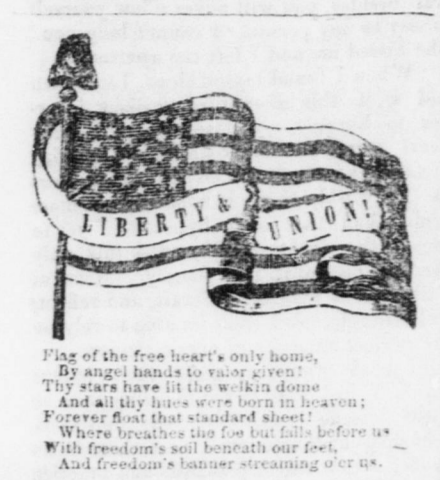 LIBERTY & UNION!
Flag of the free heart's only home,
By angel hands to valor given!
Thy stars have lit the welkin dome
And all thy hues were born in heaven;
Forever float that standard sheet!
Where breathes the foe but falls before us
With freedom's soil beneath our feet,
And freedom's banner streaming o'er us.